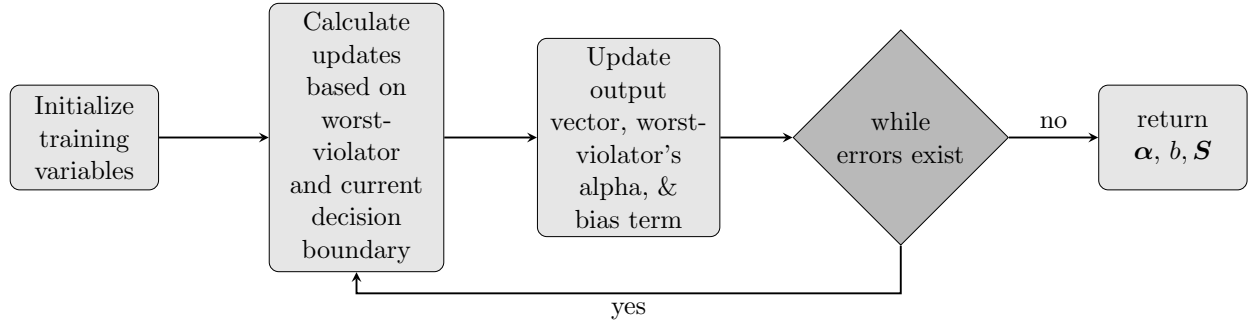 Initialize
training
variables
Calculate
updates
based on
worst-
violator
and current
decision
boundary
Update
output
vector, worst-
violator's
alpha, &
bias term
while
errors exist
no
return
α, b, S
yes